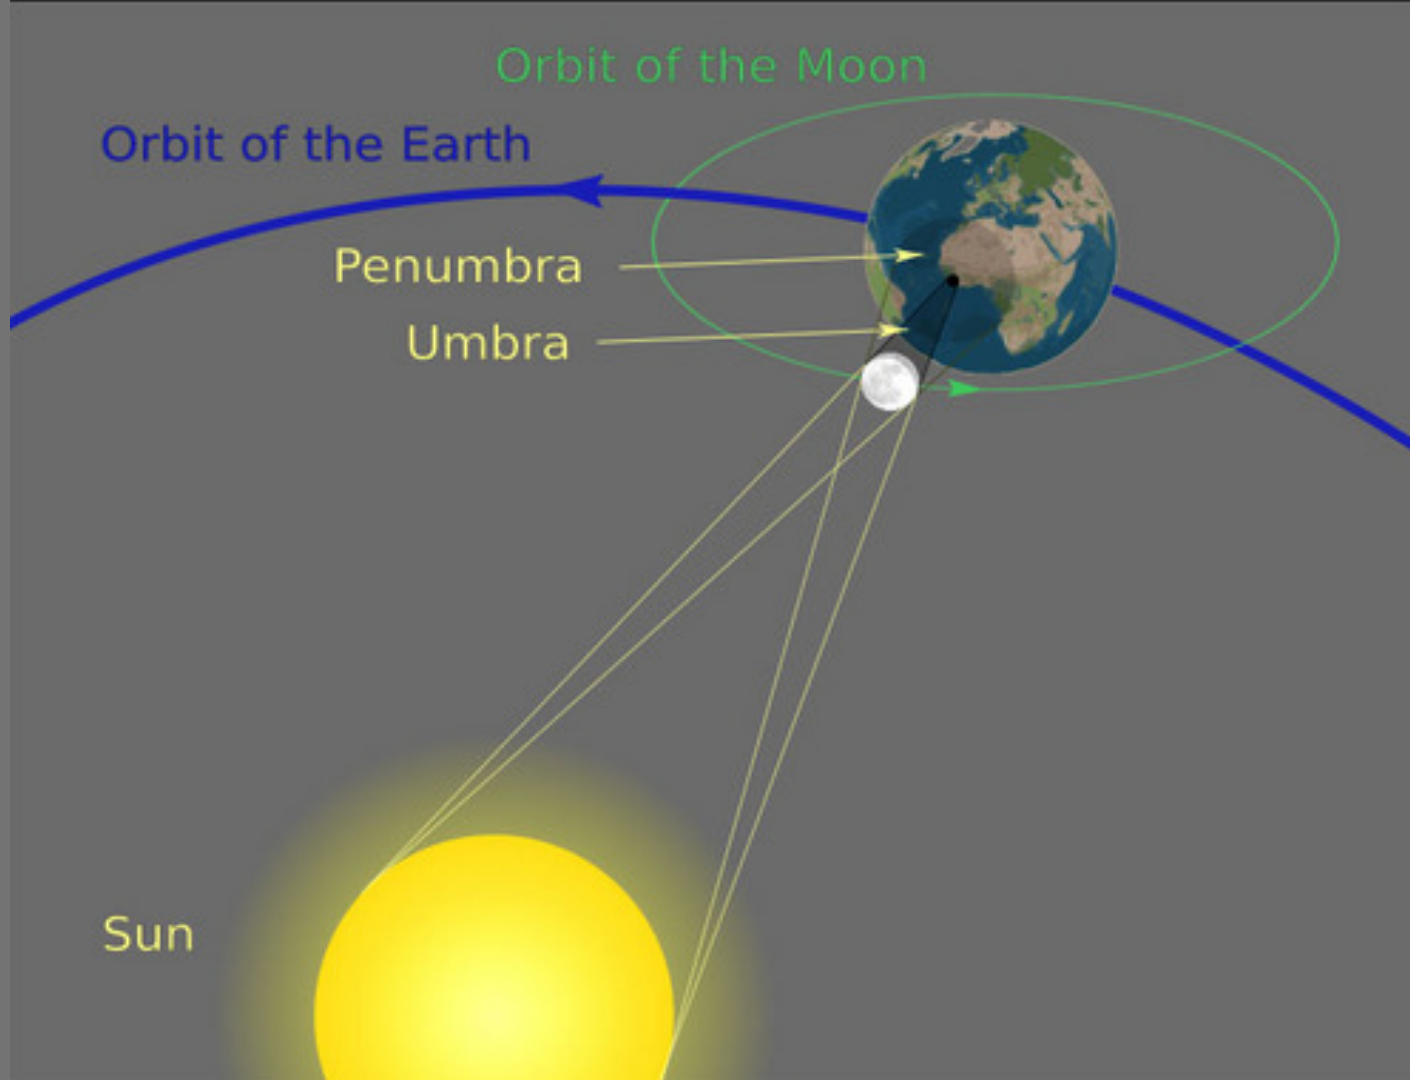 Orbit of the Moon
Orbit of the Earth
Penumbra
Umbra
Sun